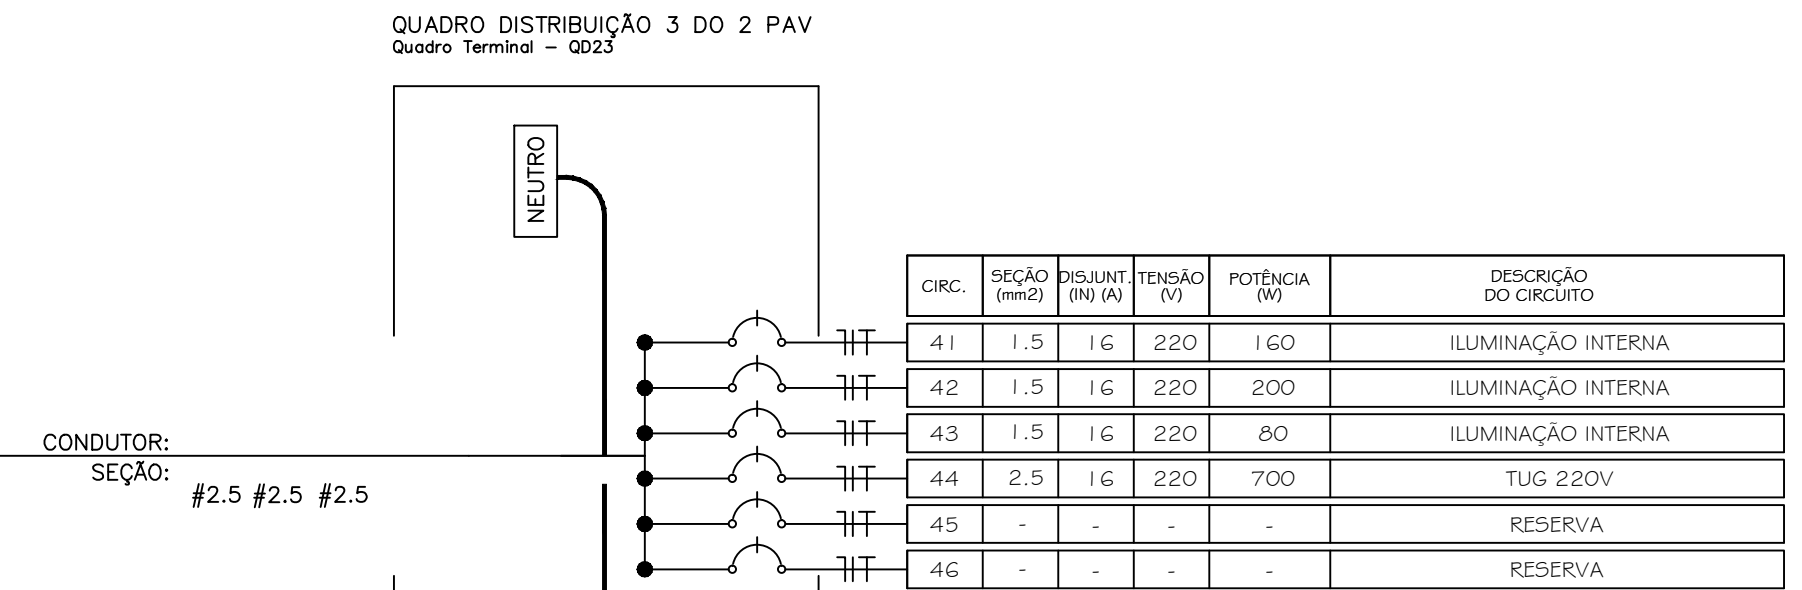 QUADRO DISTRIBUIÇÃO 3 DO 2 PAV
Quadro Terminal - QD23
NEUTRO
CONDUTOR:
SEÇÃO:
#2.5 #2.5 #2.5
CIRC. SEÇÃO (mm2) DISJUNT. (IN) (A) TENSÃO (V) POTÊNCIA (W) DESCRIÇÃO DO CIRCUITO
41 1.5 16 220 160 ILUMINAÇÃO INTERNA
42 1.5 16 220 200 ILUMINAÇÃO INTERNA
43 1.5 16 220 80 ILUMINAÇÃO INTERNA
44 2.5 16 220 700 TUG 220V
45 - - - - RESERVA
46 - - - - RESERVA